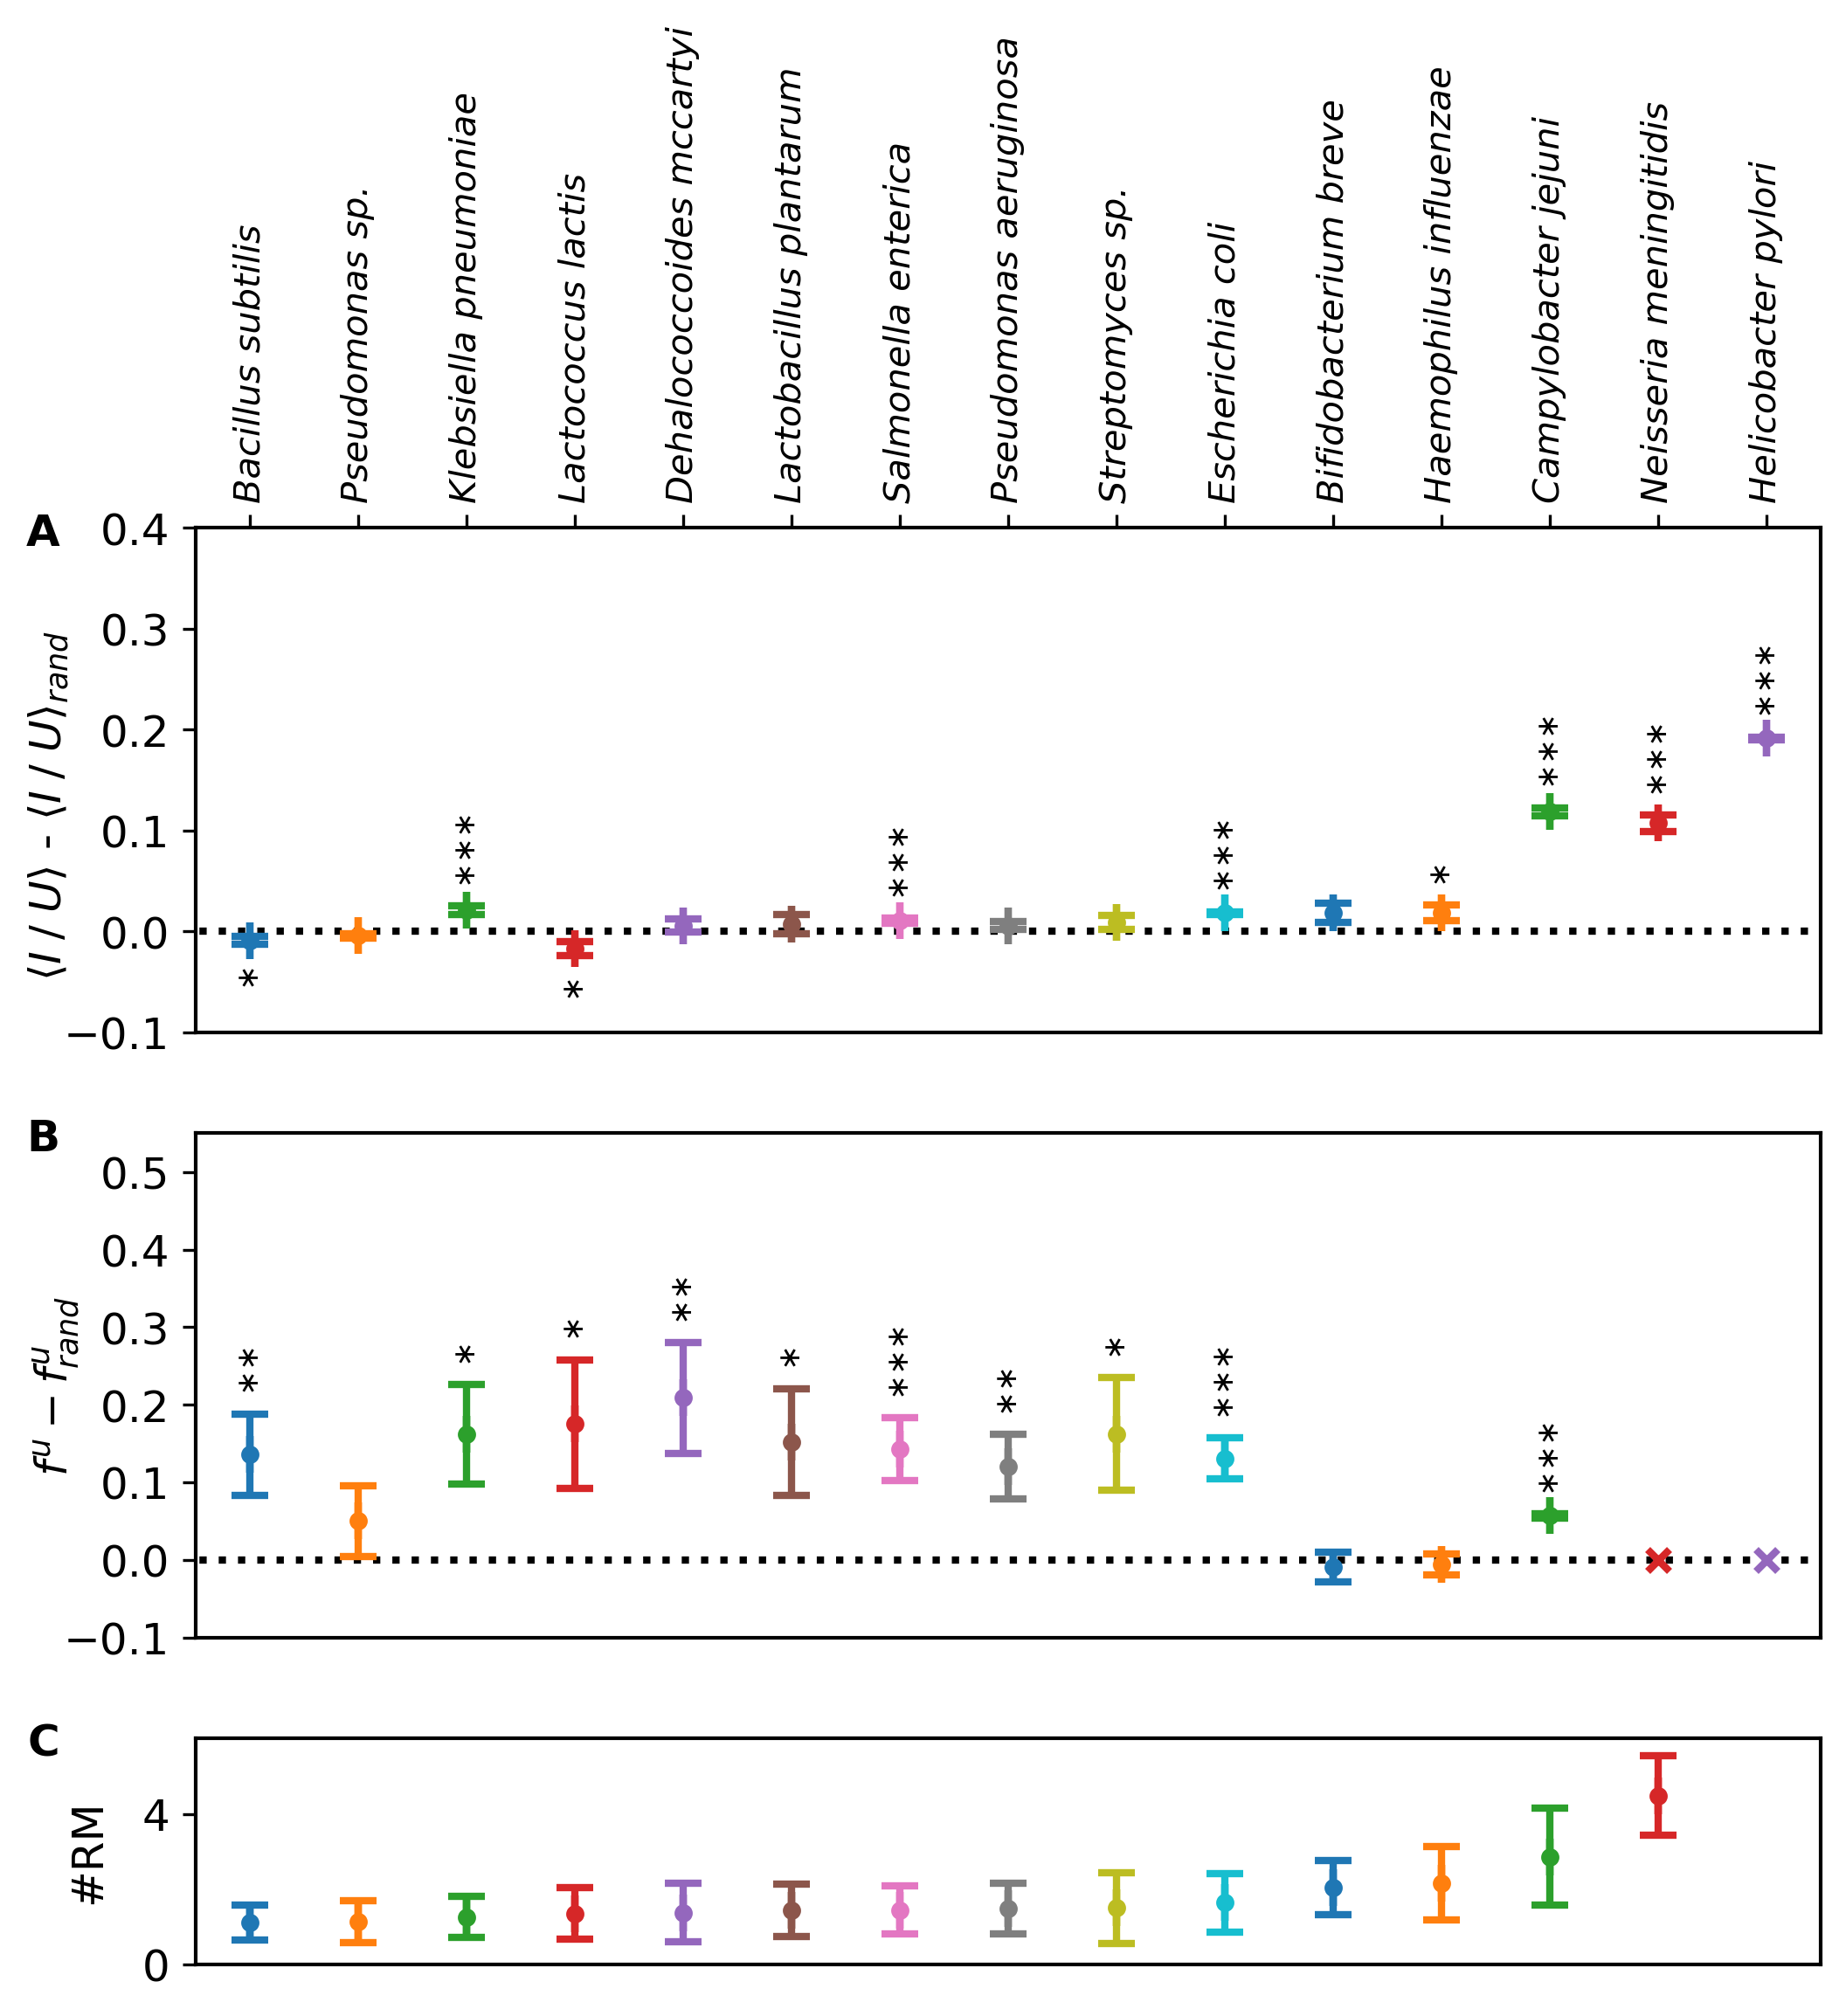 Bacillus subtilis
Pseudomonas sp.
Klebsiella pneumoniae
Lactococcus lactis
Dehalococcoides mccartyi
Lactobacillus plantarum
Salmonella enterica
Pseudomonas aeruginosa
Streptomyces sp.
Escherichia coli
Bifidobacterium breve
Haemophilus influenzae
Campylobacter jejuni
Neisseria meningitidis
Helicobacter pylori
A
⟨I / U⟩ - ⟨I / U⟩rand
0.4
0.3
0.2
0.1
0.0
−0.1
*
***
*
***
***
*
***
***
***
B
f^u − f^u_rand
0.5
0.4
0.3
0.2
0.1
0.0
−0.1
**
*
*
**
*
***
**
*
***
***
C
#RM
4
0